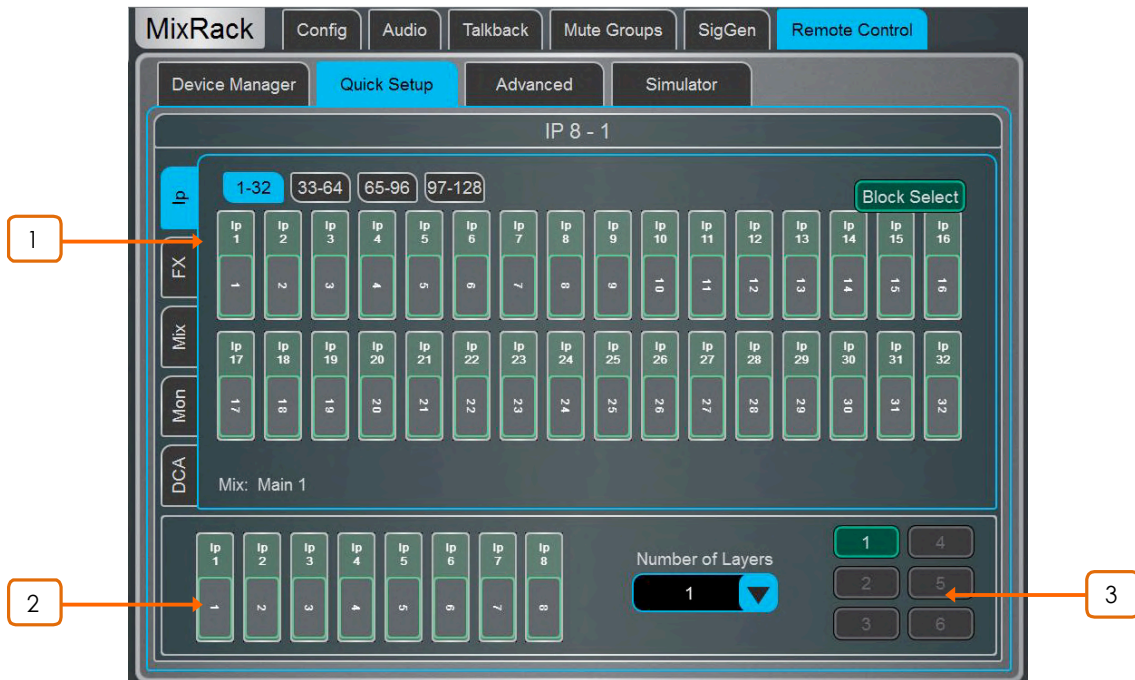 MixRack Config Audio Talkback Mute Groups SigGen Remote Control
Device Manager Quick Setup Advanced Simulator
IP 8 - 1
Ip
FX
Mix
Mon
DCA
1-32 33-64 65-96 97-128
Block Select
Ip Ip Ip Ip Ip Ip Ip Ip Ip Ip Ip Ip Ip Ip Ip Ip
1 2 3 4 5 6 7 8 9 10 11 12 13 14 15 16
1 2 3 4 5 6 7 8 9 10 11 12 13 14 15 16
Ip Ip Ip Ip Ip Ip Ip Ip Ip Ip Ip Ip Ip Ip Ip Ip
17 18 19 20 21 22 23 24 25 26 27 28 29 30 31 32
17 18 19 20 21 22 23 24 25 26 27 28 29 30 31 32
Mix: Main 1
Ip Ip Ip Ip Ip Ip Ip Ip
1 2 3 4 5 6 7 8
1 2 3 4 5 6 7 8
Number of Layers
1
1 4
2 5
3 6
1
2
3